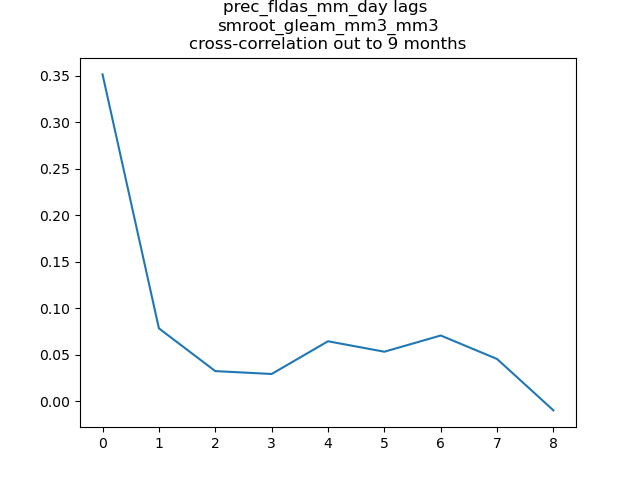 prec_fldas_mm_day lags
smroot_gleam_mm3_mm3
cross-correlation out to 9 months
0.35
0.30
0.25
0.20
0.15
0.10
0.05
0.00
0 1 2 3 4 5 6 7 8